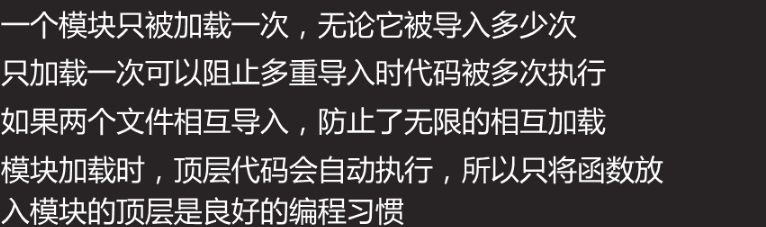 一个模块只被加载一次，无论它被导入多少次
只加载一次可以阻止多重导入时代码被多次执行
如果两个文件相互导入，防止了无限的相互加载
模块加载时，顶层代码会自动执行，所以只将函数放
入模块的顶层是良好的编程习惯